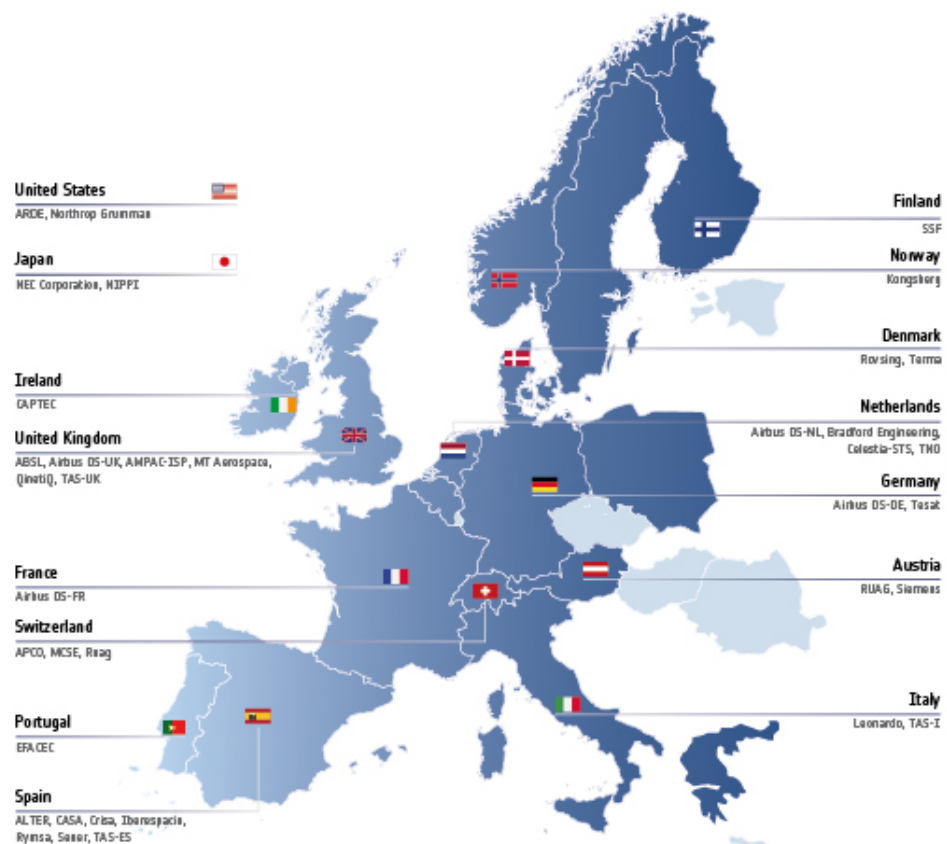 United States
ARDE, Northrop Grumman
Japan
NEC Corporation, NIPPI
Ireland
CAPTEC
United Kingdom
ABSL, Airbus DS-UK, AMPAC-ISP, MT Aerospace,
QinetiQ, TAS-UK
France
Airbus DS-FR
Switzerland
APCO, MCSE, Ruag
Portugal
EFACEC
Spain
ALTER, CASA, Crisa, Iberespacio,
Rymsa, Sener, TAS-ES
Finland
SSF
Norway
Kongsberg
Denmark
Rovsing, Terma
Netherlands
Airbus DS-NL, Bradford Engineering,
Celestia-STS, TNO
Germany
Airbus DS-DE, Tesat
Austria
RUAG, Siemens
Italy
Leonardo, TAS-I